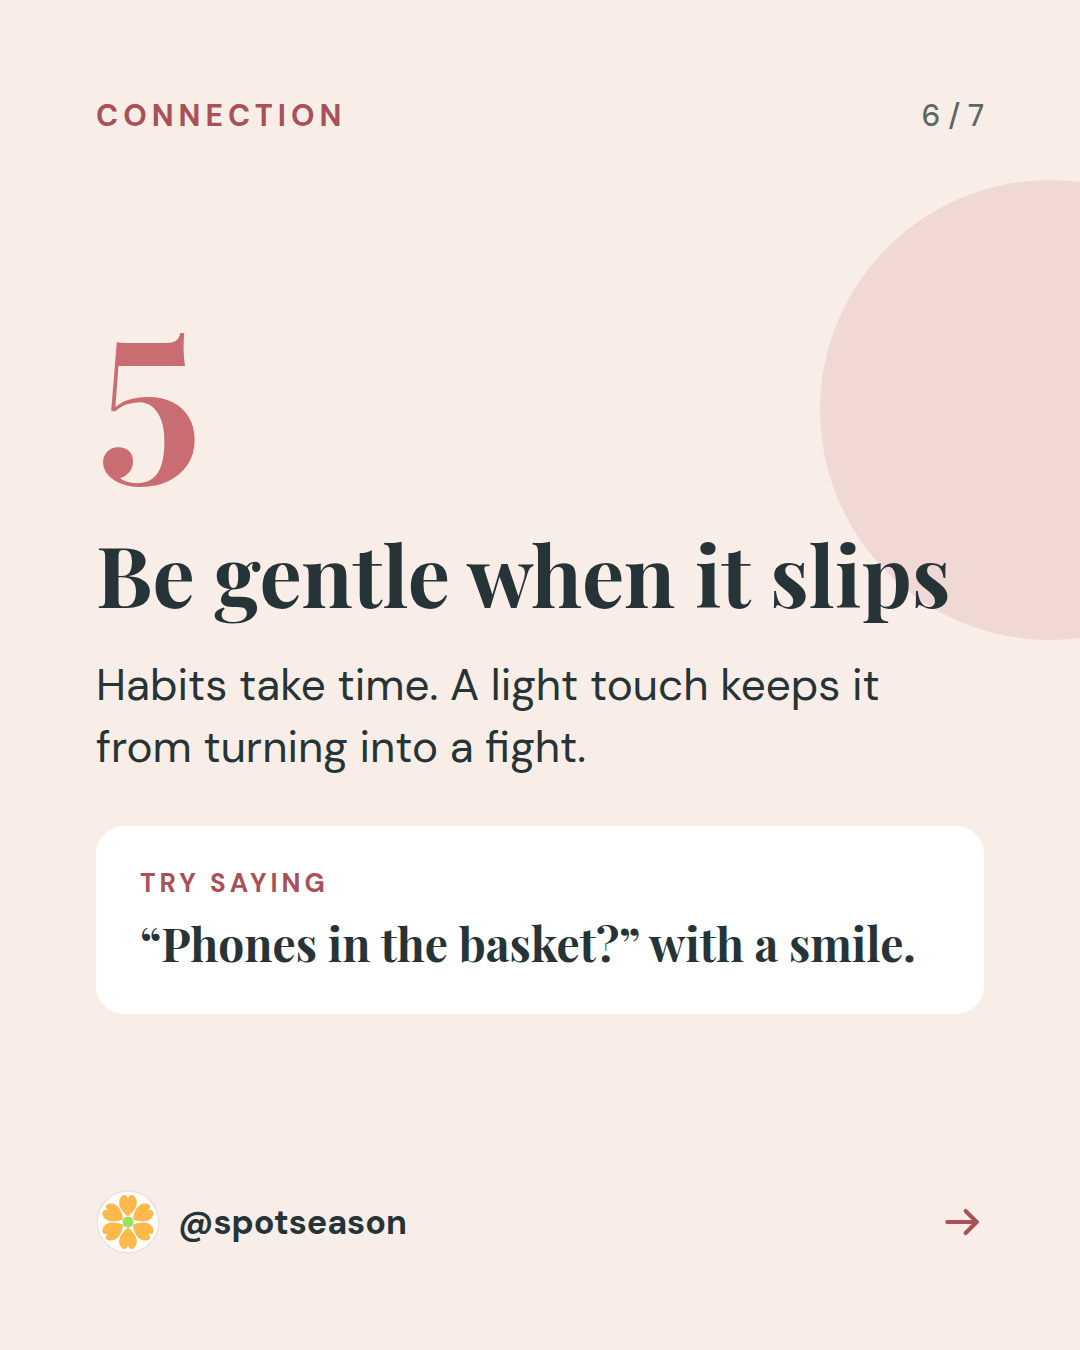 CONNECTION
6 / 7
5
Be gentle when it slips
Habits take time. A light touch keeps it
from turning into a fight.
TRY SAYING
“Phones in the basket?” with a smile.
@spotseason